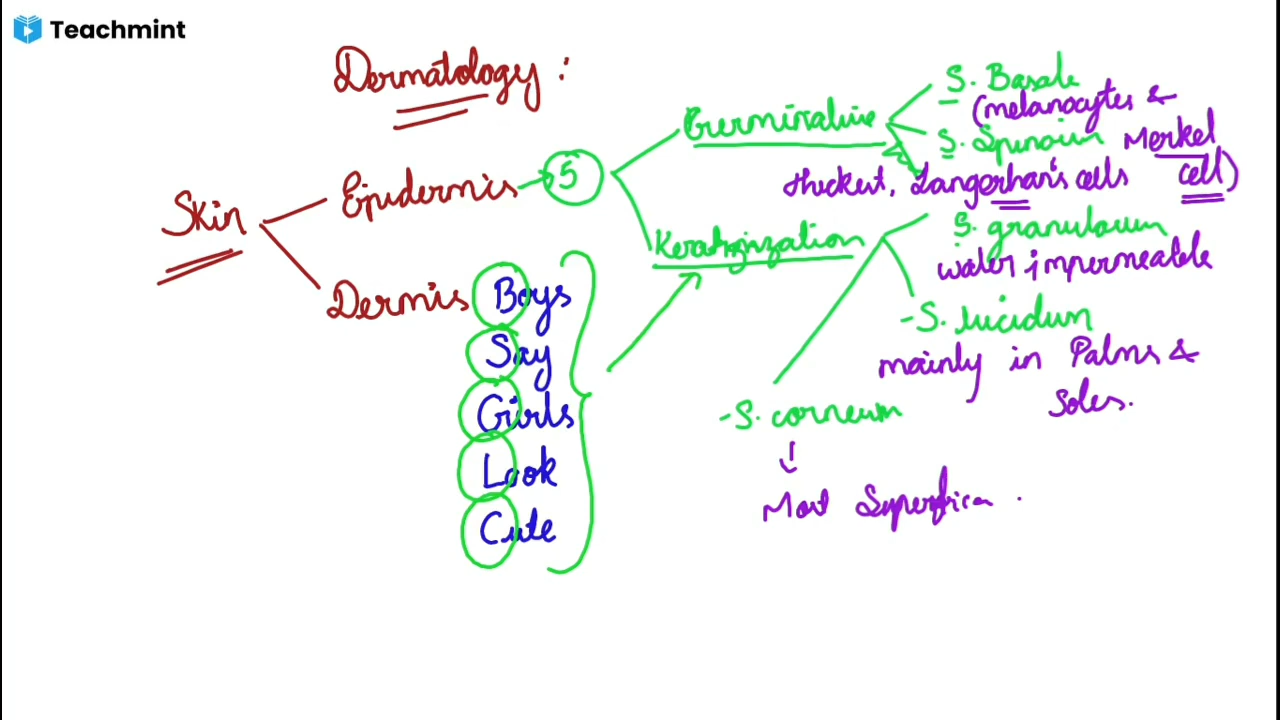 Teachmint
Dermatology :
Skin
Epidermis
5
Germinative
S. Basale
(melanocytes &
Merkel
cell)
S. Spinosum
thickest, Langerhan's cells
Keratinization
S. granulosum
water impermeable
-S. lucidum
mainly in Palms &
Soles.
-S. corneum
Most Superfica
Dermis
Boys
Say
Girls
Look
Cute